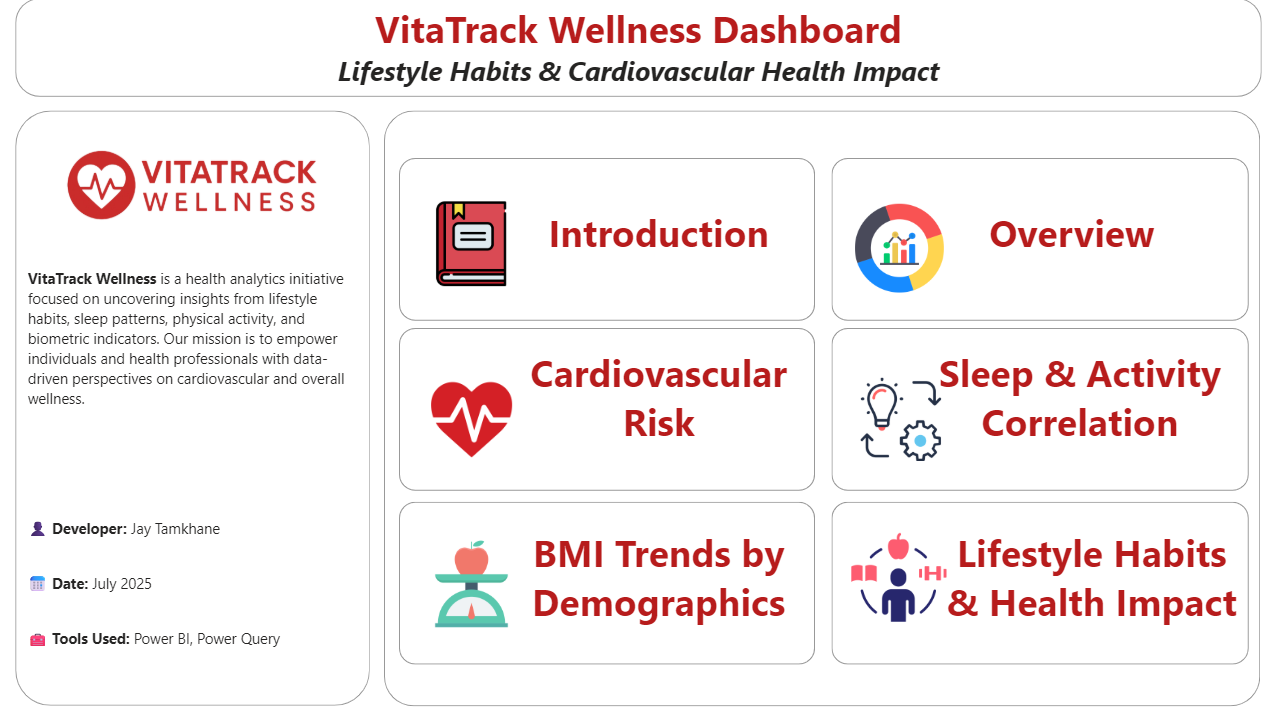 VitaTrack Wellness Dashboard
Lifestyle Habits & Cardiovascular Health Impact
VITATRACK
WELLNESS
VitaTrack Wellness is a health analytics initiative
focused on uncovering insights from lifestyle
habits, sleep patterns, physical activity, and
biometric indicators. Our mission is to empower
individuals and health professionals with data-
driven perspectives on cardiovascular and overall
wellness.
Developer: Jay Tamkhane
Date: July 2025
Tools Used: Power BI, Power Query
Introduction
Overview
Cardiovascular
Risk
Sleep & Activity
Correlation
BMI Trends by
Demographics
Lifestyle Habits
& Health Impact